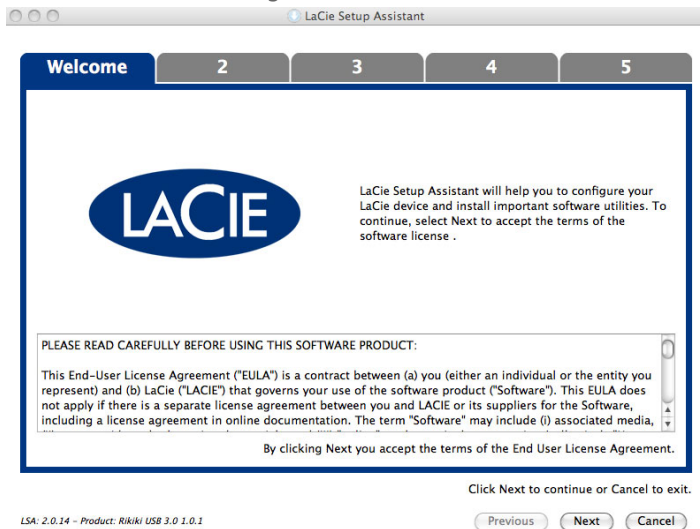 LaCie Setup Assistant
Welcome 2 3 4 5
LACIE
LaCie Setup Assistant will help you to configure your
LaCie device and install important software utilities. To
continue, select Next to accept the terms of the
software license .
PLEASE READ CAREFULLY BEFORE USING THIS SOFTWARE PRODUCT:
This End-User License Agreement ("EULA") is a contract between (a) you (either an individual or the entity you
represent) and (b) LaCie ("LACIE") that governs your use of the software product ("Software"). This EULA does
not apply if there is a separate license agreement between you and LACIE or its suppliers for the Software,
including a license agreement in online documentation. The term "Software" may include (i) associated media,
By clicking Next you accept the terms of the End User License Agreement.
Click Next to continue or Cancel to exit.
LSA: 2.0.14 – Product: Rikiki USB 3.0 1.0.1
Previous Next Cancel